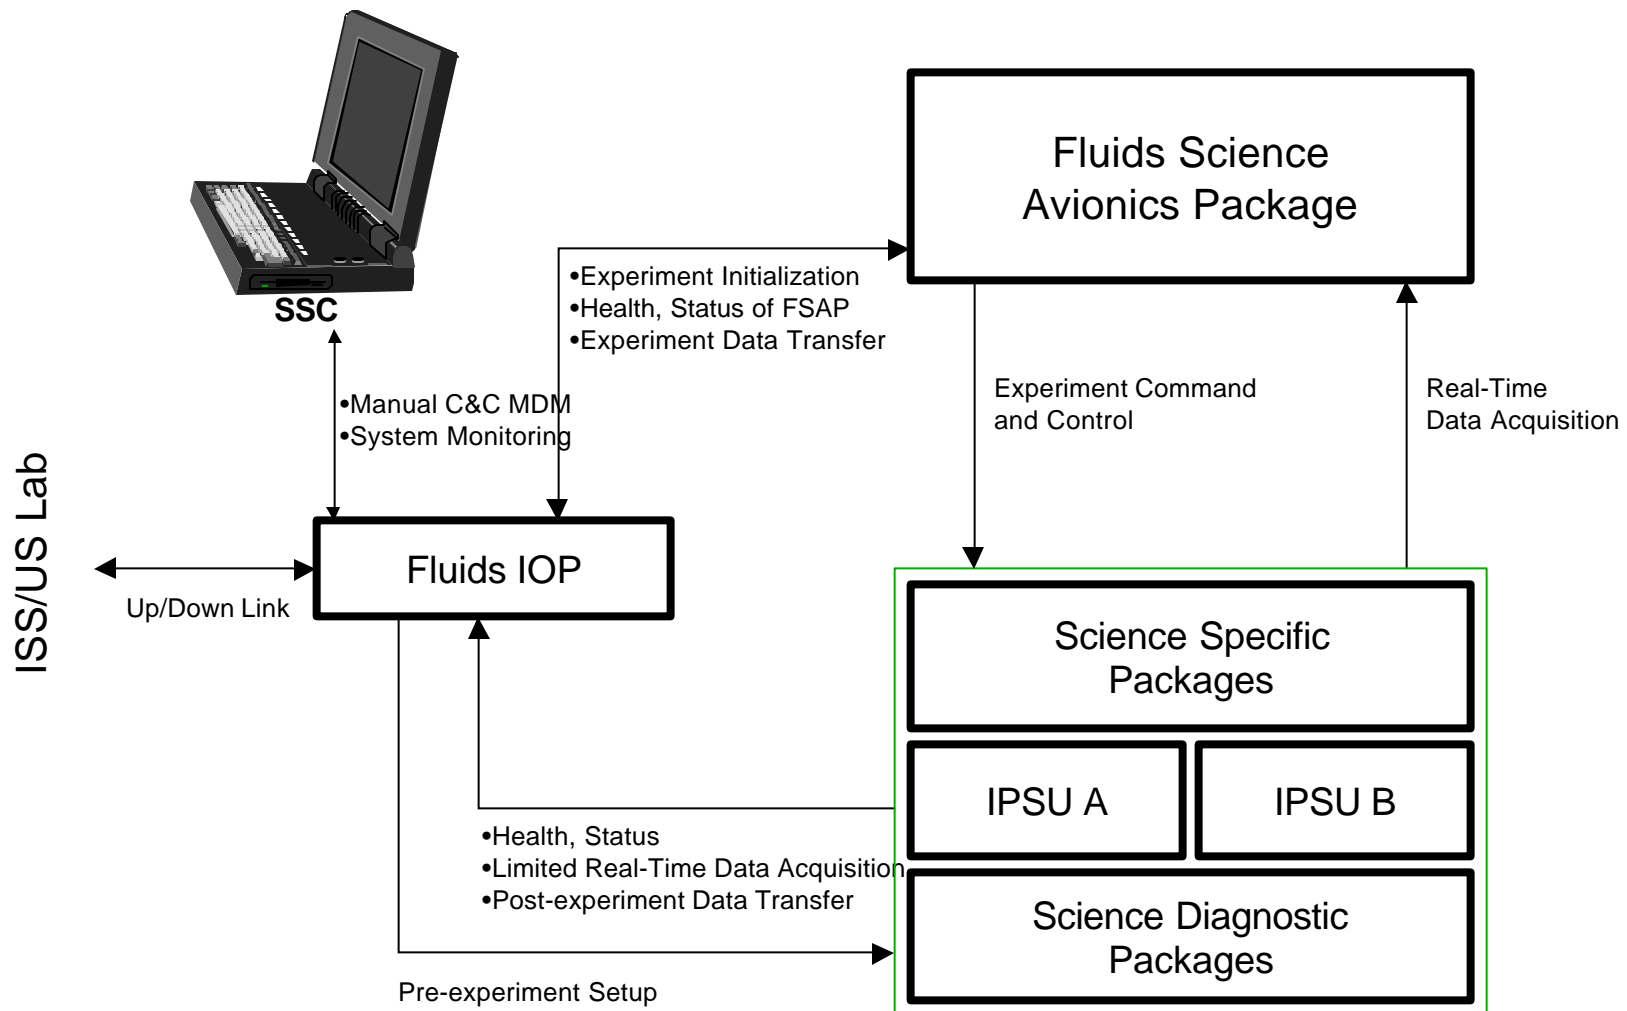 Fluids Science
Avionics Package
SSC
•Experiment Initialization
•Health, Status of FSAP
•Experiment Data Transfer
•Manual C&C MDM
•System Monitoring
Experiment Command
and Control
Real-Time
Data Acquisition
ISS/US Lab
Up/Down Link
Fluids IOP
Science Specific
Packages
IPSU A
IPSU B
•Health, Status
•Limited Real-Time Data Acquisition
•Post-experiment Data Transfer
Science Diagnostic
Packages
Pre-experiment Setup